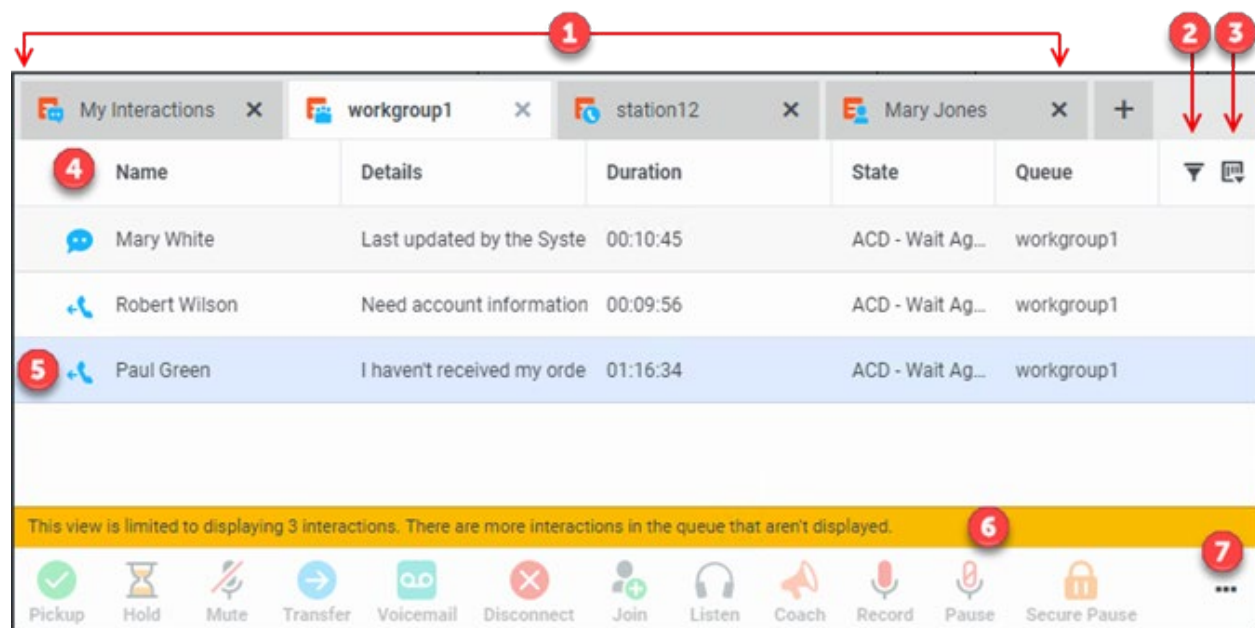 1 2 3
My Interactions workgroup1 station12 Mary Jones +
4 Name Details Duration State Queue
Mary White Last updated by the Syste 00:10:45 ACD - Wait Ag... workgroup1
Robert Wilson Need account information 00:09:56 ACD - Wait Ag... workgroup1
5 Paul Green I haven't received my orde 01:16:34 ACD - Wait Ag... workgroup1
This view is limited to displaying 3 interactions. There are more interactions in the queue that aren't displayed. 6
7
Pickup Hold Mute Transfer Voicemail Disconnect Join Listen Coach Record Pause Secure Pause ...